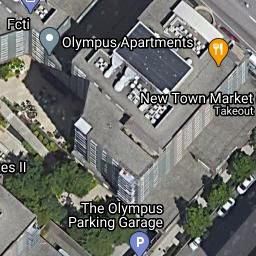 Fcti
Olympus Apartments
New Town Market
Takeout
es II
The Olympus
Parking Garage
P